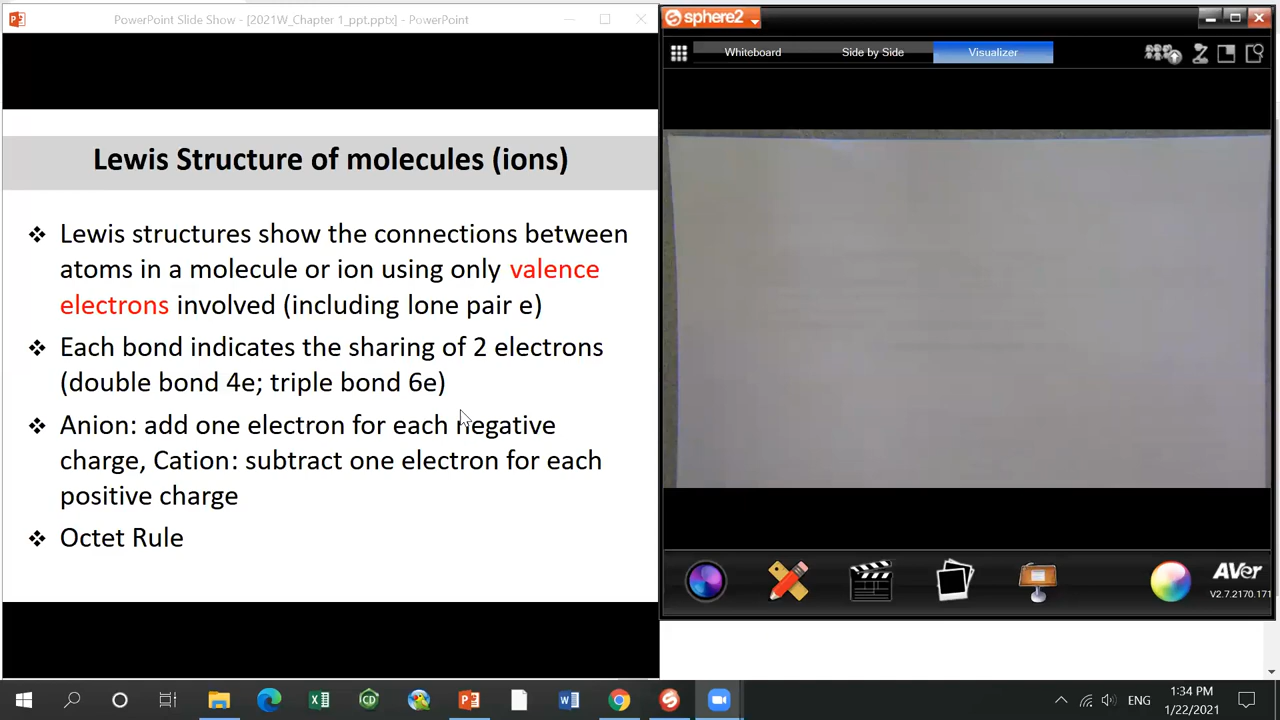 PowerPoint Slide Show - [2021W_Chapter 1_ppt.pptx] - PowerPoint
Lewis Structure of molecules (ions)
❖ Lewis structures show the connections between
atoms in a molecule or ion using only valence
electrons involved (including lone pair e)
❖ Each bond indicates the sharing of 2 electrons
(double bond 4e; triple bond 6e)
❖ Anion: add one electron for each negative
charge, Cation: subtract one electron for each
positive charge
❖ Octet Rule
sphere2
Whiteboard Side by Side Visualizer
AVer
V2.7.2170.171
ENG
1:34 PM
1/22/2021